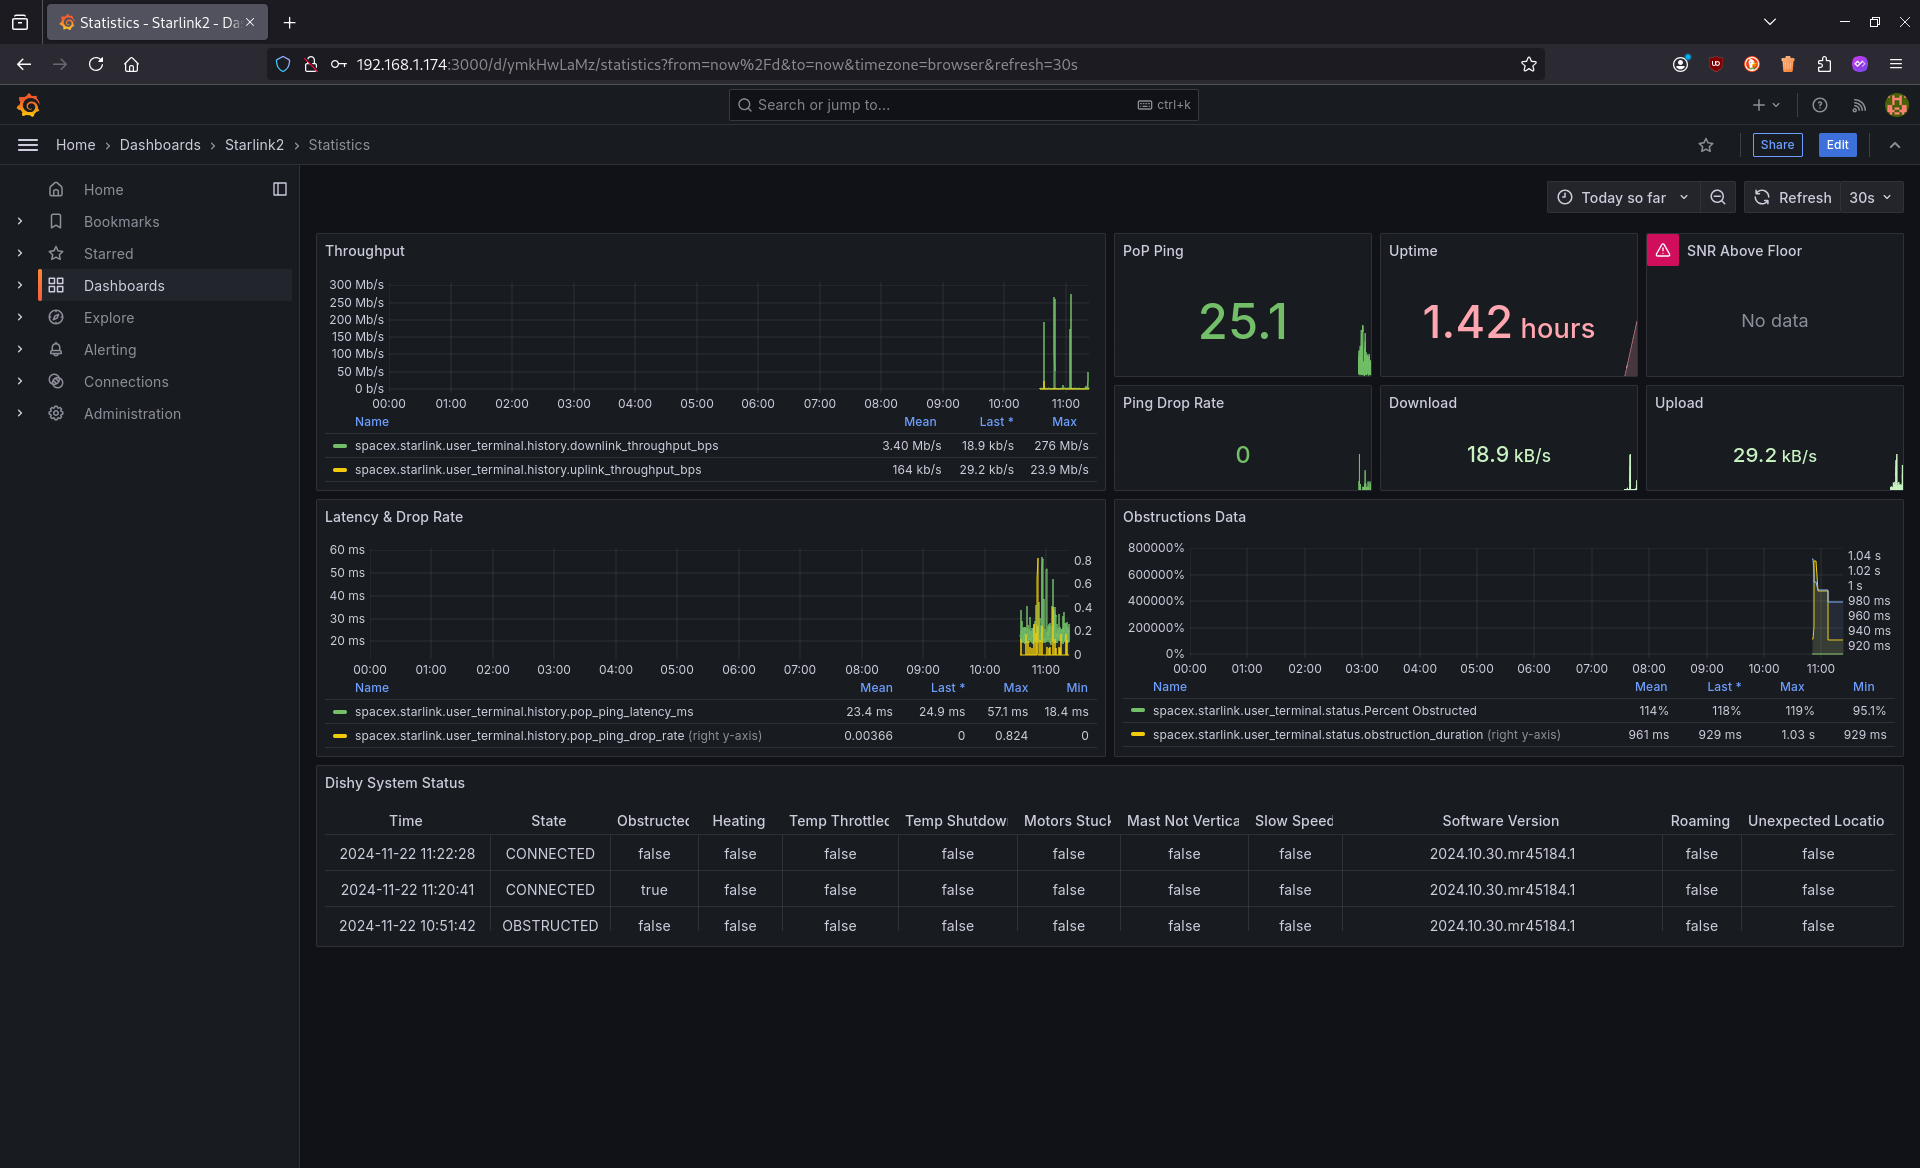 Statistics - Starlink2 - Da
192.168.1.174:3000/d/ymkHwLaMz/statistics?from=now%2Fd&to=now&timezone=browser&refresh=30s
Search or jump to...
ctrl+k
Home › Dashboards › Starlink2 › Statistics
Share
Edit
Home
Bookmarks
Starred
Dashboards
Explore
Alerting
Connections
Administration
Today so far
Refresh
30s
Throughput
300 Mb/s
250 Mb/s
200 Mb/s
150 Mb/s
100 Mb/s
50 Mb/s
0 b/s
00:00 01:00 02:00 03:00 04:00 05:00 06:00 07:00 08:00 09:00 10:00 11:00
Name Mean Last * Max
spacex.starlink.user_terminal.history.downlink_throughput_bps 3.40 Mb/s 18.9 kb/s 276 Mb/s
spacex.starlink.user_terminal.history.uplink_throughput_bps 164 kb/s 29.2 kb/s 23.9 Mb/s
PoP Ping
25.1
Uptime
1.42 hours
SNR Above Floor
No data
Ping Drop Rate
0
Download
18.9 kB/s
Upload
29.2 kB/s
Latency & Drop Rate
60 ms
50 ms
40 ms
30 ms
20 ms
0.8
0.6
0.4
0.2
0
00:00 01:00 02:00 03:00 04:00 05:00 06:00 07:00 08:00 09:00 10:00 11:00
Name Mean Last * Max Min
spacex.starlink.user_terminal.history.pop_ping_latency_ms 23.4 ms 24.9 ms 57.1 ms 18.4 ms
spacex.starlink.user_terminal.history.pop_ping_drop_rate (right y-axis) 0.00366 0 0.824 0
Obstructions Data
800000%
600000%
400000%
200000%
0%
1.04 s
1.02 s
1 s
980 ms
960 ms
940 ms
920 ms
00:00 01:00 02:00 03:00 04:00 05:00 06:00 07:00 08:00 09:00 10:00 11:00
Name Mean Last * Max Min
spacex.starlink.user_terminal.status.Percent Obstructed 114% 118% 119% 95.1%
spacex.starlink.user_terminal.status.obstruction_duration (right y-axis) 961 ms 929 ms 1.03 s 929 ms
Dishy System Status
Time State Obstructed Heating Temp Throttled Temp Shutdow Motors Stuck Mast Not Vertica Slow Speed Software Version Roaming Unexpected Locatio
2024-11-22 11:22:28 CONNECTED false false false false false false false 2024.10.30.mr45184.1 false false
2024-11-22 11:20:41 CONNECTED true false false false false false false 2024.10.30.mr45184.1 false false
2024-11-22 10:51:42 OBSTRUCTED false false false false false false false 2024.10.30.mr45184.1 false false